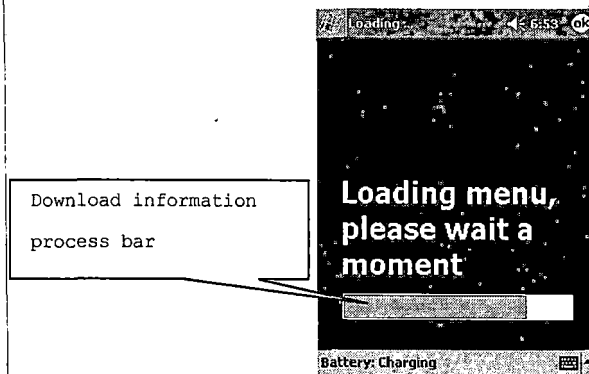 Loading...
6:53 ok
Download information
process bar
Loading menu,
please wait a
moment
Battery: Charging